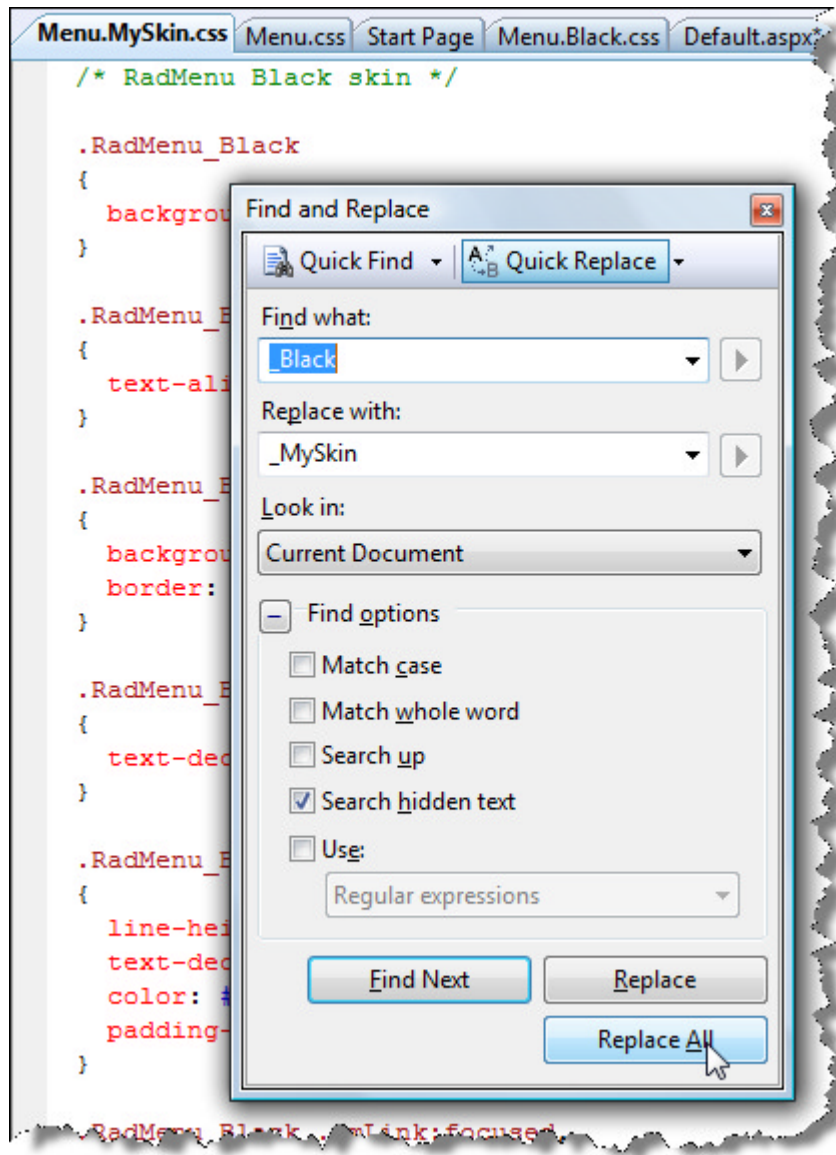 Menu.MySkin.css Menu.css Start Page Menu.Black.css Default.aspx*
/* RadMenu Black skin */
.RadMenu_Black
{
backgrou
}
.RadMenu_B
{
text-ali
}
.RadMenu_B
{
backgrou
border:
}
.RadMenu_B
{
text-dec
}
.RadMenu_B
{
line-hei
text-dec
color: #
padding-
}
.RadMenu_Black .rmLink:focused,
Find and Replace
Quick Find Quick Replace
Find what:
_Black
Replace with:
_MySkin
Look in:
Current Document
Find options
Match case
Match whole word
Search up
Search hidden text
Use:
Regular expressions
Find Next Replace
Replace All